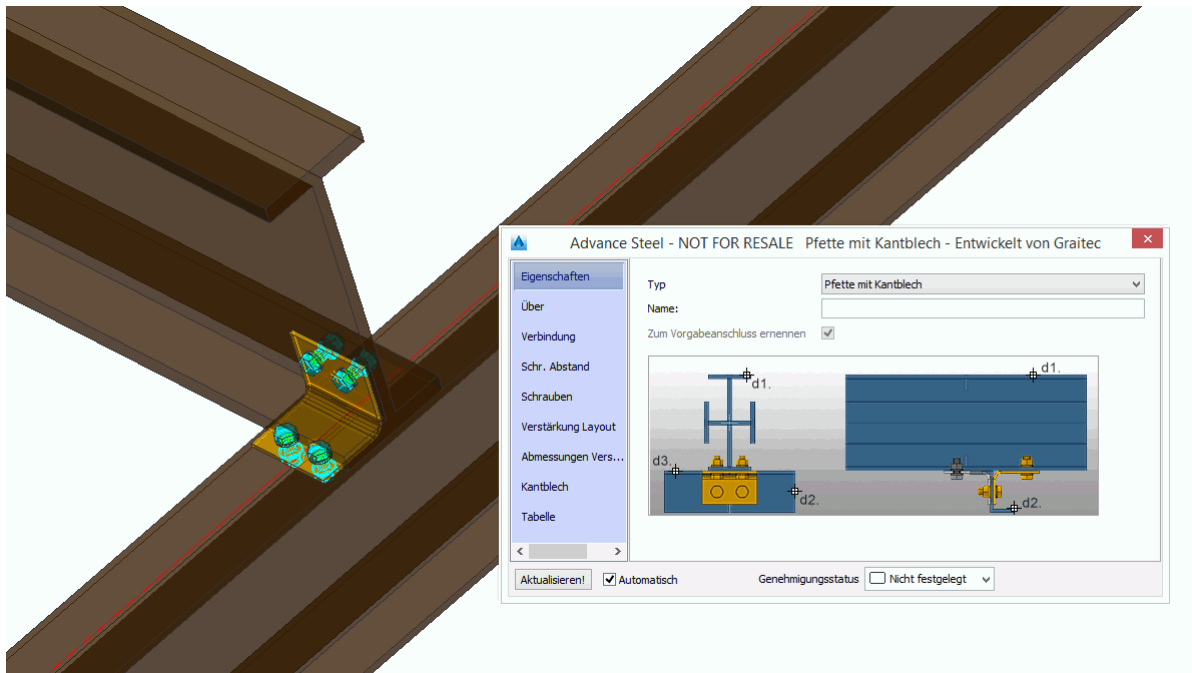 Advance Steel - NOT FOR RESALE Pfette mit Kantblech - Entwickelt von Graitec
Eigenschaften
Über
Verbindung
Schr. Abstand
Schrauben
Verstärkung Layout
Abmessungen Vers...
Kantblech
Tabelle
Typ
Pfette mit Kantblech
Name:
Zum Vorgabeanschluss ernennen
d1.
d1.
d3.
d2.
d2.
Aktualisieren!
Automatisch
Genehmigungsstatus
Nicht festgelegt